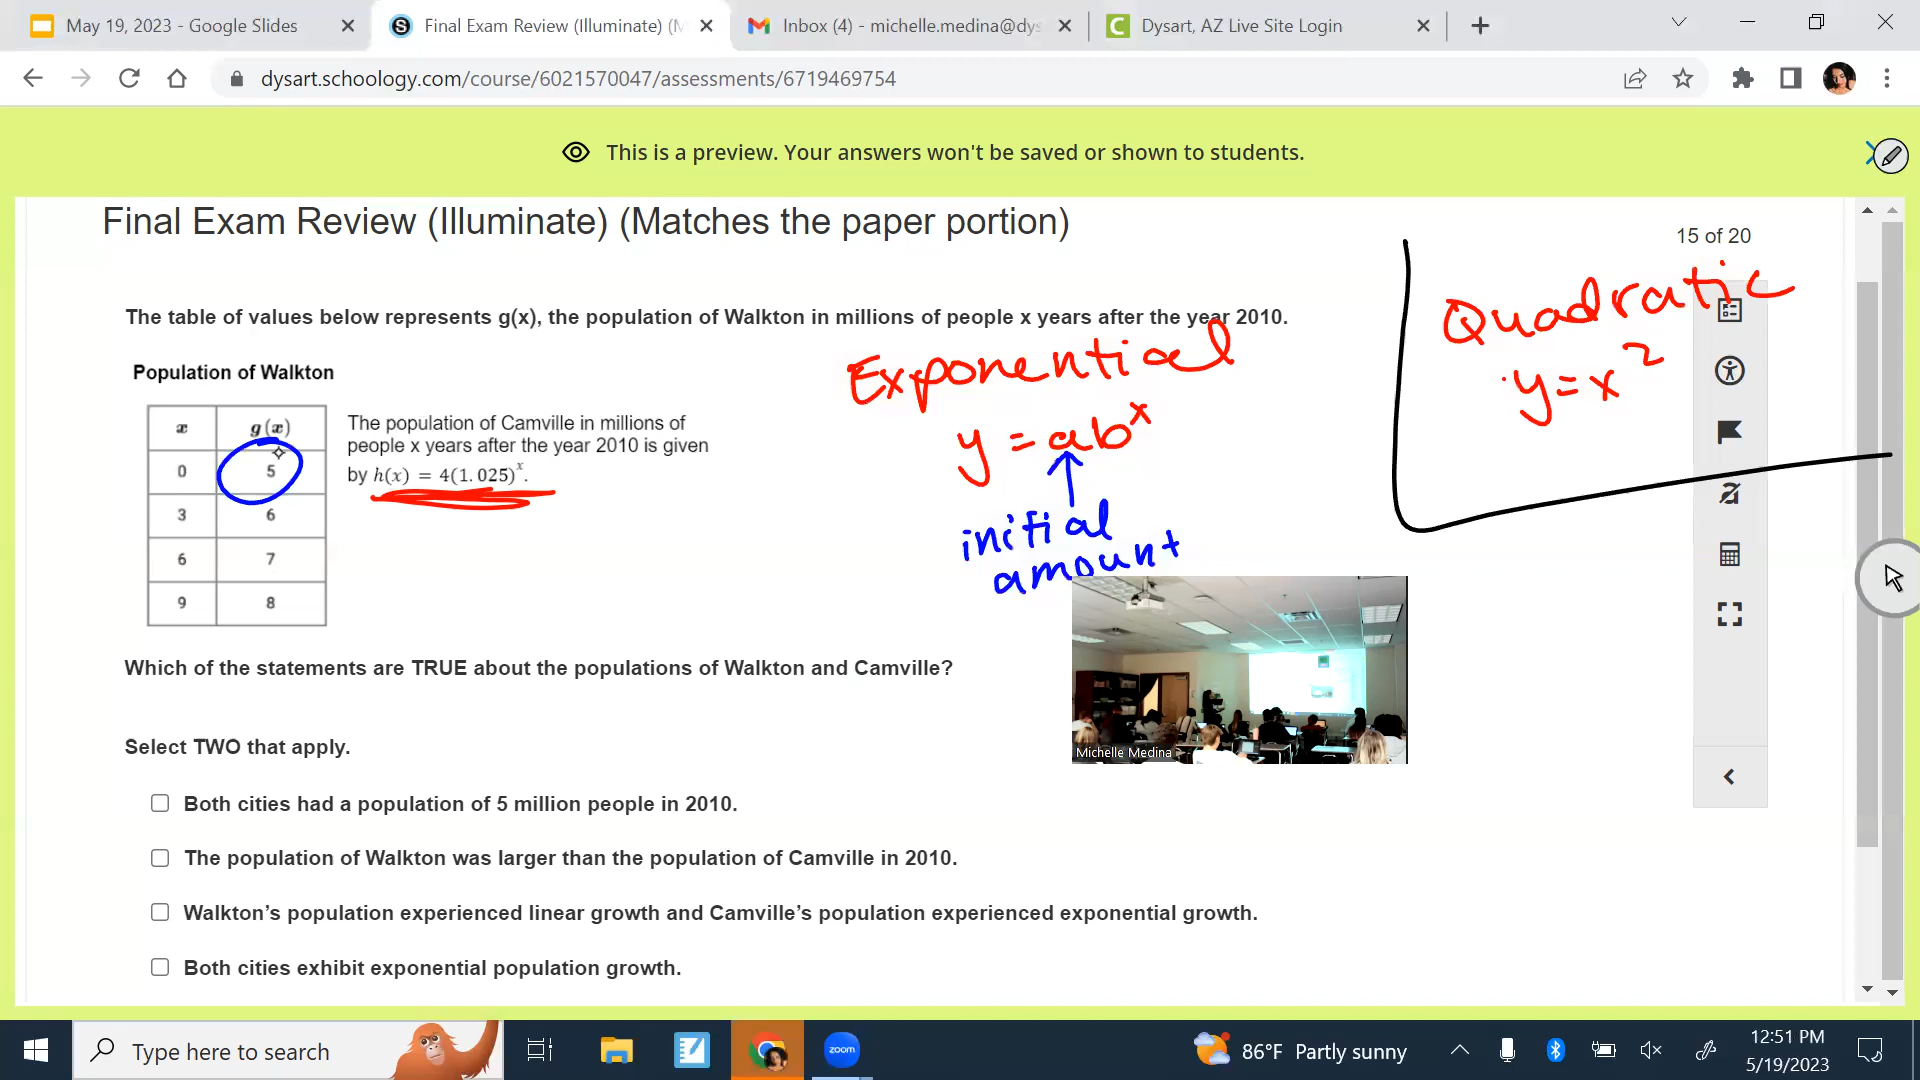 May 19, 2023 - Google Slides
Final Exam Review (Illuminate) (M
Inbox (4) - michelle.medina@dys
Dysart, AZ Live Site Login
dysart.schoology.com/course/6021570047/assessments/6719469754
This is a preview. Your answers won't be saved or shown to students.
Final Exam Review (Illuminate) (Matches the paper portion)
15 of 20
Quadratic
y = x²
The table of values below represents g(x), the population of Walkton in millions of people x years after the year 2010.
Exponential
y = abˣ
initial
amount
Population of Walkton
x g(x)
0 5
3 6
6 7
9 8
The population of Camville in millions of
people x years after the year 2010 is given
by h(x) = 4(1.025)ˣ.
Michelle Medina
Which of the statements are TRUE about the populations of Walkton and Camville?
Select TWO that apply.
Both cities had a population of 5 million people in 2010.
The population of Walkton was larger than the population of Camville in 2010.
Walkton’s population experienced linear growth and Camville’s population experienced exponential growth.
Both cities exhibit exponential population growth.
Type here to search
zoom
86°F Partly sunny
12:51 PM
5/19/2023